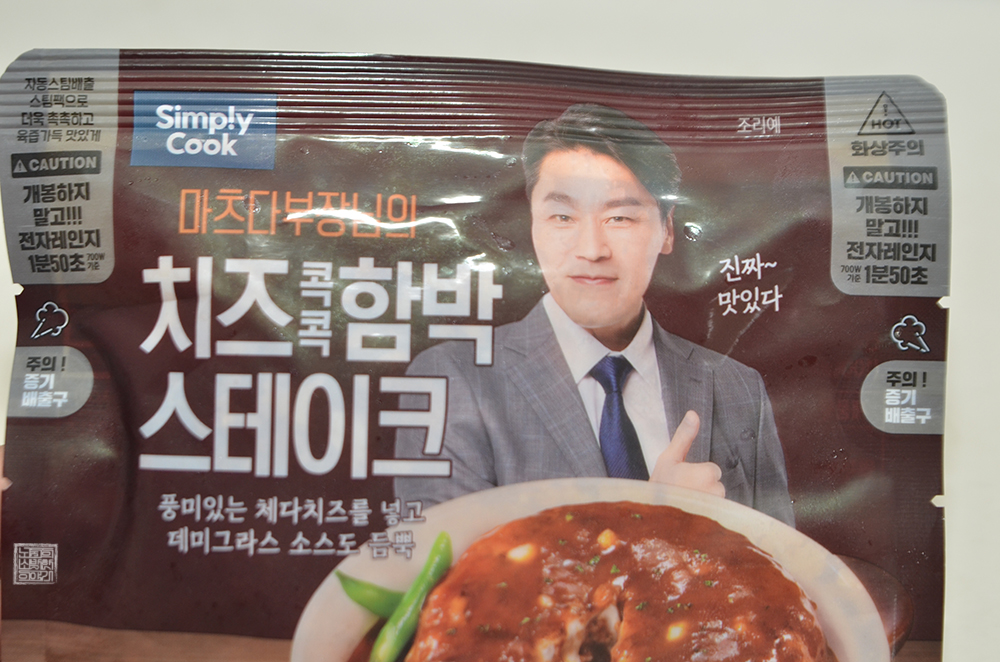 자동스팀배출
스팀팩으로
더욱 촉촉하고
육즙가득 맛있게
CAUTION
개봉하지
말고!!!
전자레인지
1분50초 700W 기준
주의!
증기
배출구
Simply
Cook
마츠다부장님의
치즈콕콕함박
스테이크
풍미있는 체다치즈를 넣고
데미그라스 소스도 듬뿍
조리예
진짜~
맛있다
!
HOT
화상주의
CAUTION
개봉하지
말고!!!
전자레인지
700W 기준 1분50초
주의!
증기
배출구